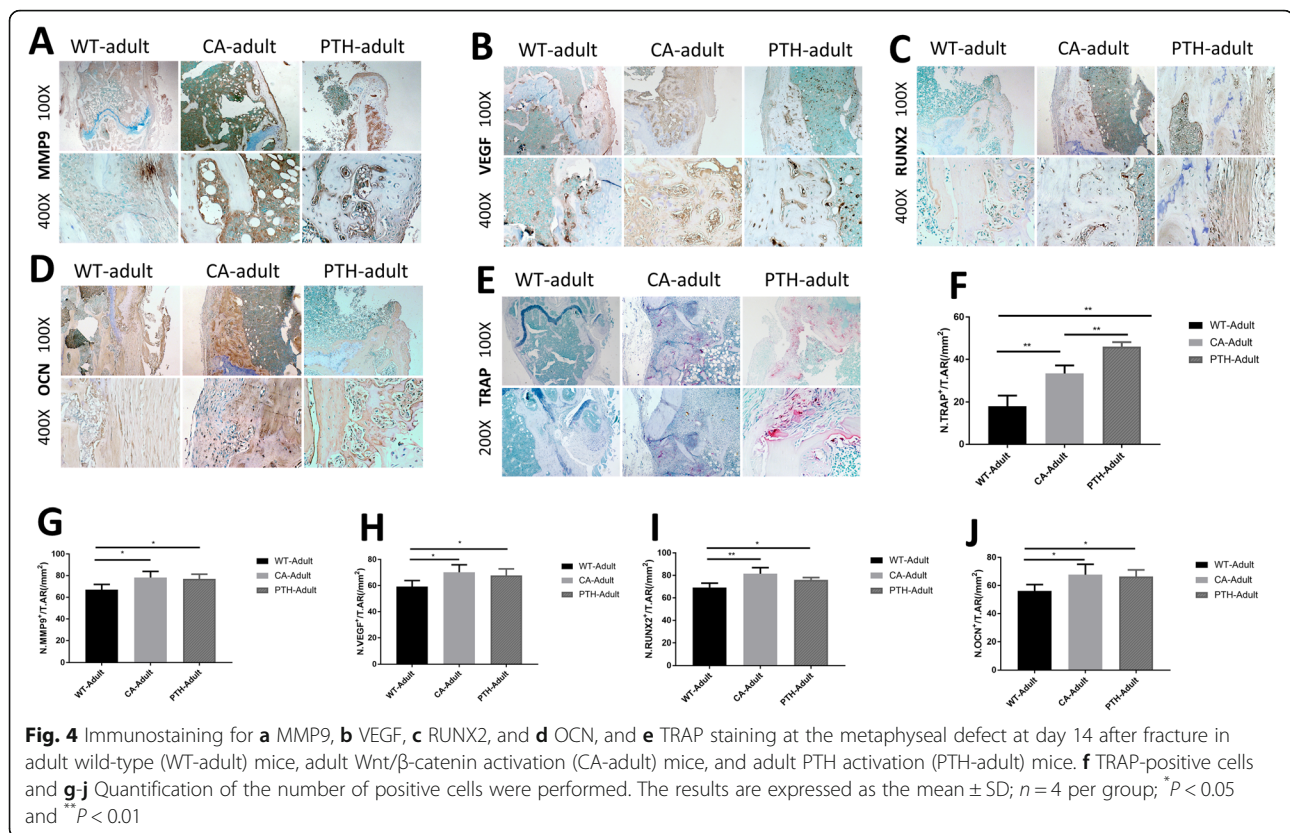 A
WT-adult CA-adult PTH-adult
MMP9
100X
400X
B
WT-adult CA-adult PTH-adult
VEGF
100X
400X
C
WT-adult CA-adult PTH-adult
RUNX2
100X
400X
D
WT-adult CA-adult PTH-adult
OCN
100X
400X
E
WT-adult CA-adult PTH-adult
TRAP
100X
200X
F
N.TRAP⁺/T.AR(/mm²)
60
40
20
0
**
**
**
WT-Adult
CA-Adult
PTH-Adult
WT-Adult
CA-Adult
PTH-Adult
G
N.MMP9⁺/T.AR(/mm²)
100
80
60
40
20
0
*
*
WT-Adult
CA-Adult
PTH-Adult
WT-Adult
CA-Adult
PTH-Adult
H
N.VEGF⁺/T.AR(/mm²)
80
60
40
20
0
*
*
WT-Adult
CA-Adult
PTH-Adult
WT-Adult
CA-Adult
PTH-Adult
I
N.RUNX2⁺/T.AR(/mm²)
100
80
60
40
20
0
*
**
WT-Adult
CA-Adult
PTH-Adult
WT-Adult
CA-Adult
PTH-Adult
J
N.OCN⁺/T.AR(/mm²)
80
60
40
20
0
*
*
WT-Adult
CA-Adult
PTH-Adult
WT-Adult
CA-Adult
PTH-Adult
Fig. 4 Immunostaining for a MMP9, b VEGF, c RUNX2, and d OCN, and e TRAP staining at the metaphyseal defect at day 14 after fracture in
adult wild-type (WT-adult) mice, adult Wnt/β-catenin activation (CA-adult) mice, and adult PTH activation (PTH-adult) mice. f TRAP-positive cells
and g-j Quantification of the number of positive cells were performed. The results are expressed as the mean ± SD; n = 4 per group; *P < 0.05
and **P < 0.01